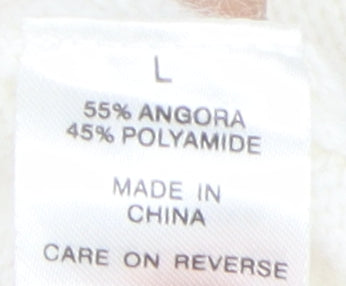 L
55% ANGORA
45% POLYAMIDE
MADE IN
CHINA
CARE ON REVERSE